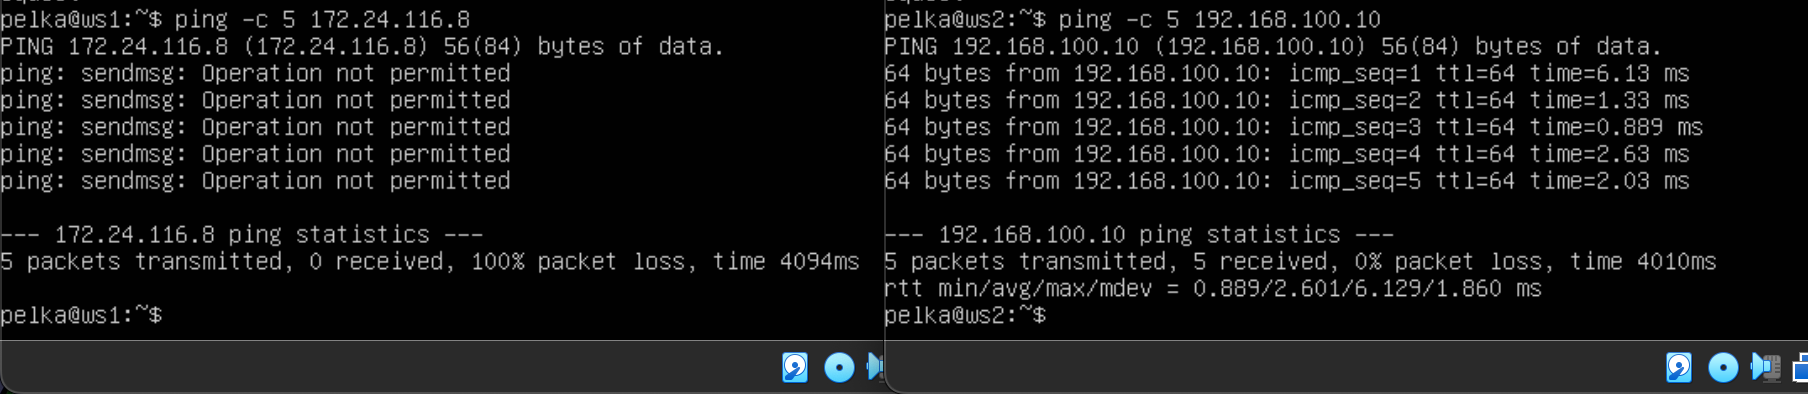 pelka@ws1:~$ ping -c 5 172.24.116.8
PING 172.24.116.8 (172.24.116.8) 56(84) bytes of data.
ping: sendmsg: Operation not permitted
ping: sendmsg: Operation not permitted
ping: sendmsg: Operation not permitted
ping: sendmsg: Operation not permitted
ping: sendmsg: Operation not permitted
--- 172.24.116.8 ping statistics ---
5 packets transmitted, 0 received, 100% packet loss, time 4094ms
pelka@ws1:~$
pelka@ws2:~$ ping -c 5 192.168.100.10
PING 192.168.100.10 (192.168.100.10) 56(84) bytes of data.
64 bytes from 192.168.100.10: icmp_seq=1 ttl=64 time=6.13 ms
64 bytes from 192.168.100.10: icmp_seq=2 ttl=64 time=1.33 ms
64 bytes from 192.168.100.10: icmp_seq=3 ttl=64 time=0.889 ms
64 bytes from 192.168.100.10: icmp_seq=4 ttl=64 time=2.63 ms
64 bytes from 192.168.100.10: icmp_seq=5 ttl=64 time=2.03 ms
--- 192.168.100.10 ping statistics ---
5 packets transmitted, 5 received, 0% packet loss, time 4010ms
rtt min/avg/max/mdev = 0.889/2.601/6.129/1.860 ms
pelka@ws2:~$